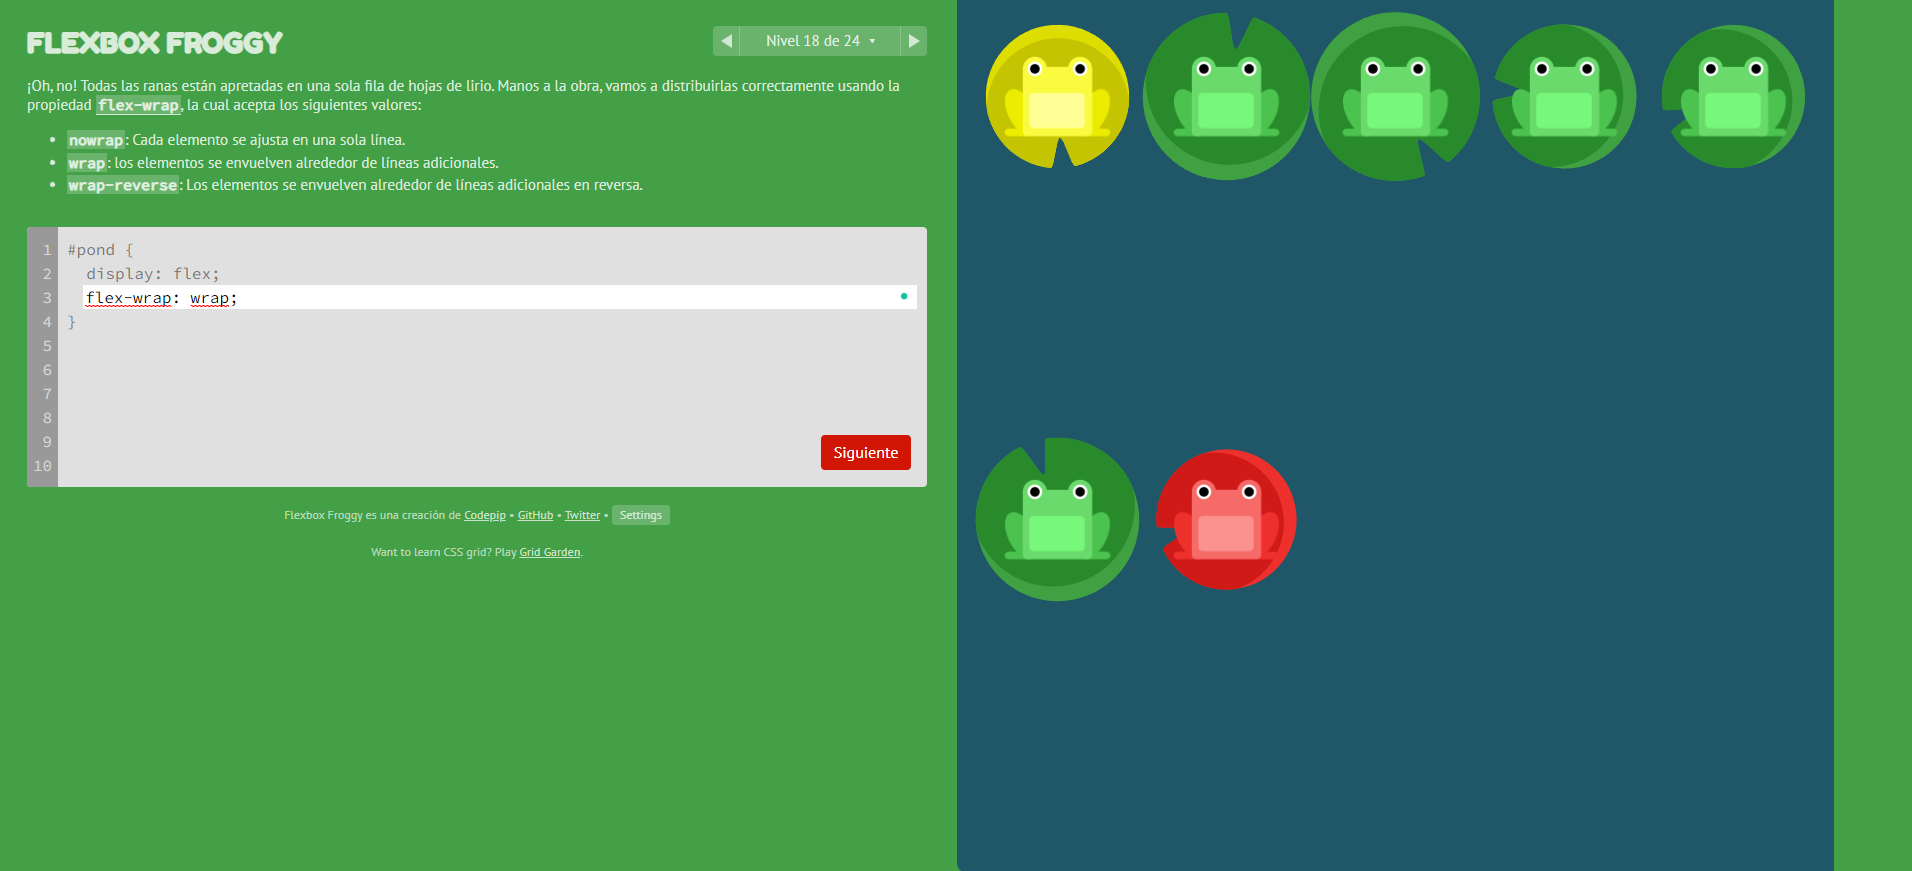 FLEXBOX FROGGY
◀ Nivel 18 de 24 ▾ ▶
¡Oh, no! Todas las ranas están apretadas en una sola fila de hojas de lirio. Manos a la obra, vamos a distribuirlas correctamente usando la
propiedad flex-wrap, la cual acepta los siguientes valores:
• nowrap: Cada elemento se ajusta en una sola línea.
• wrap: los elementos se envuelven alrededor de líneas adicionales.
• wrap-reverse: Los elementos se envuelven alrededor de líneas adicionales en reversa.
1 #pond {
2 display: flex;
3 flex-wrap: wrap;
4 }
5
6
7
8
9
10
Siguiente
Flexbox Froggy es una creación de Codepip • GitHub • Twitter • Settings
Want to learn CSS grid? Play Grid Garden.